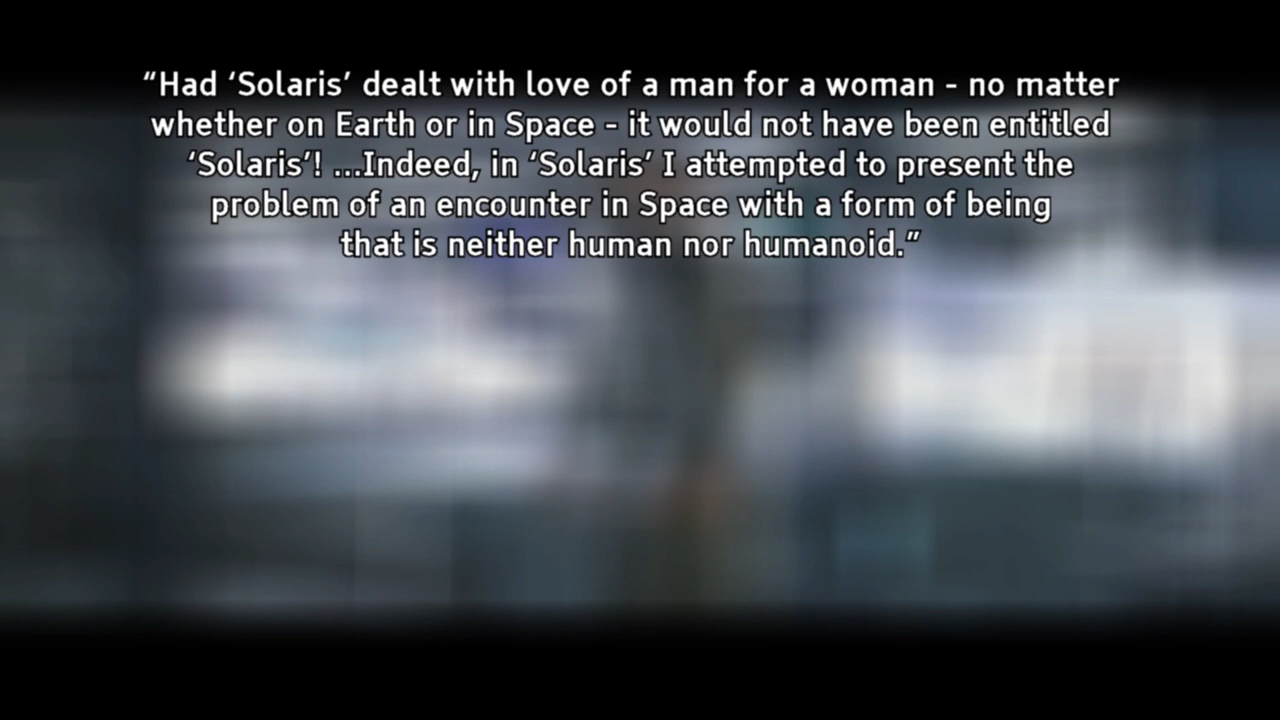 “Had ‘Solaris’ dealt with love of a man for a woman - no matter
whether on Earth or in Space - it would not have been entitled
‘Solaris’! ...Indeed, in ‘Solaris’ I attempted to present the
problem of an encounter in Space with a form of being
that is neither human nor humanoid.”